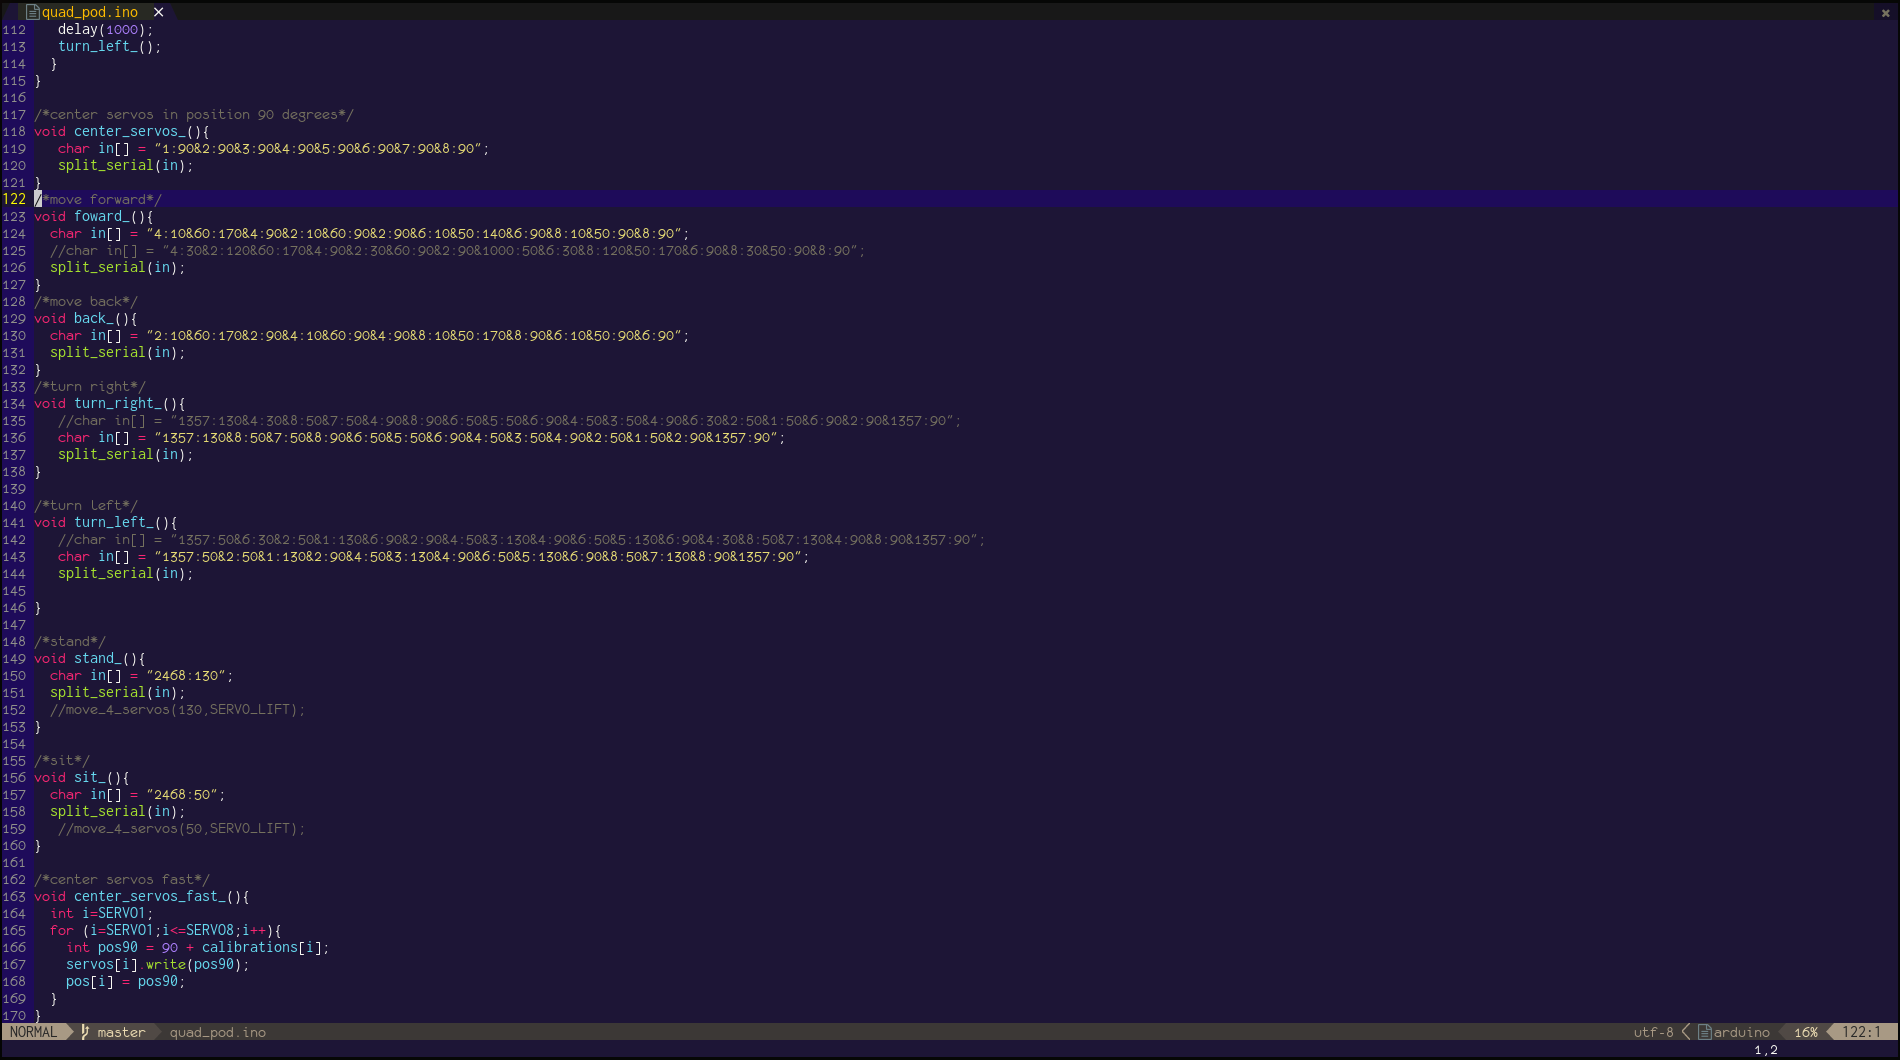 quad_pod.ino ✕
✖
112    delay(1000);
113    turn_left_();
114   }
115 }
116
117 /*center servos in position 90 degrees*/
118 void center_servos_(){
119    char in[] = "1:90&2:90&3:90&4:90&5:90&6:90&7:90&8:90";
120    split_serial(in);
121 }
122 /*move forward*/
123 void foward_(){
124   char in[] = "4:10&60:170&4:90&2:10&60:90&2:90&6:10&50:140&6:90&8:10&50:90&8:90";
125   //char in[] = "4:30&2:120&60:170&4:90&2:30&60:90&2:90&1000:50&6:30&8:120&50:170&6:90&8:30&50:90&8:90";
126   split_serial(in);
127 }
128 /*move back*/
129 void back_(){
130   char in[] = "2:10&60:170&2:90&4:10&60:90&4:90&8:10&50:170&8:90&6:10&50:90&6:90";
131   split_serial(in);
132 }
133 /*turn right*/
134 void turn_right_(){
135    //char in[] = "1357:130&4:30&8:50&7:50&4:90&8:90&6:50&5:50&6:90&4:50&3:50&4:90&6:30&2:50&1:50&6:90&2:90&1357:90";
136    char in[] = "1357:130&8:50&7:50&8:90&6:50&5:50&6:90&4:50&3:50&4:90&2:50&1:50&2:90&1357:90";
137    split_serial(in);
138 }
139
140 /*turn left*/
141 void turn_left_(){
142    //char in[] = "1357:50&6:30&2:50&1:130&6:90&2:90&4:50&3:130&4:90&6:50&5:130&6:90&4:30&8:50&7:130&4:90&8:90&1357:90";
143    char in[] = "1357:50&2:50&1:130&2:90&4:50&3:130&4:90&6:50&5:130&6:90&8:50&7:130&8:90&1357:90";
144    split_serial(in);
145
146 }
147
148 /*stand*/
149 void stand_(){
150   char in[] = "2468:130";
151   split_serial(in);
152   //move_4_servos(130,SERVO_LIFT);
153 }
154
155 /*sit*/
156 void sit_(){
157   char in[] = "2468:50";
158   split_serial(in);
159    //move_4_servos(50,SERVO_LIFT);
160 }
161
162 /*center servos fast*/
163 void center_servos_fast_(){
164   int i=SERVO1;
165   for (i=SERVO1;i<=SERVO8;i++){
166     int pos90 = 90 + calibrations[i];
167     servos[i].write(pos90);
168     pos[i] = pos90;
169   }
170 }
NORMAL master quad_pod.ino utf-8 arduino 16% 122:1
1,2